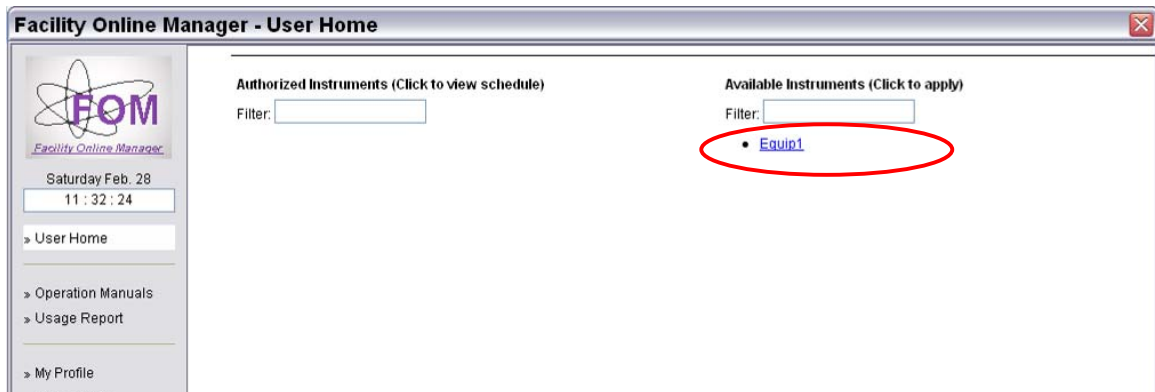 Facility Online Manager - User Home
FOM
Facility Online Manager
Saturday Feb. 28
11 : 32 : 24
» User Home
» Operation Manuals
» Usage Report
» My Profile
Authorized Instruments (Click to view schedule)
Filter:
Available Instruments (Click to apply)
Filter:
• Equip1